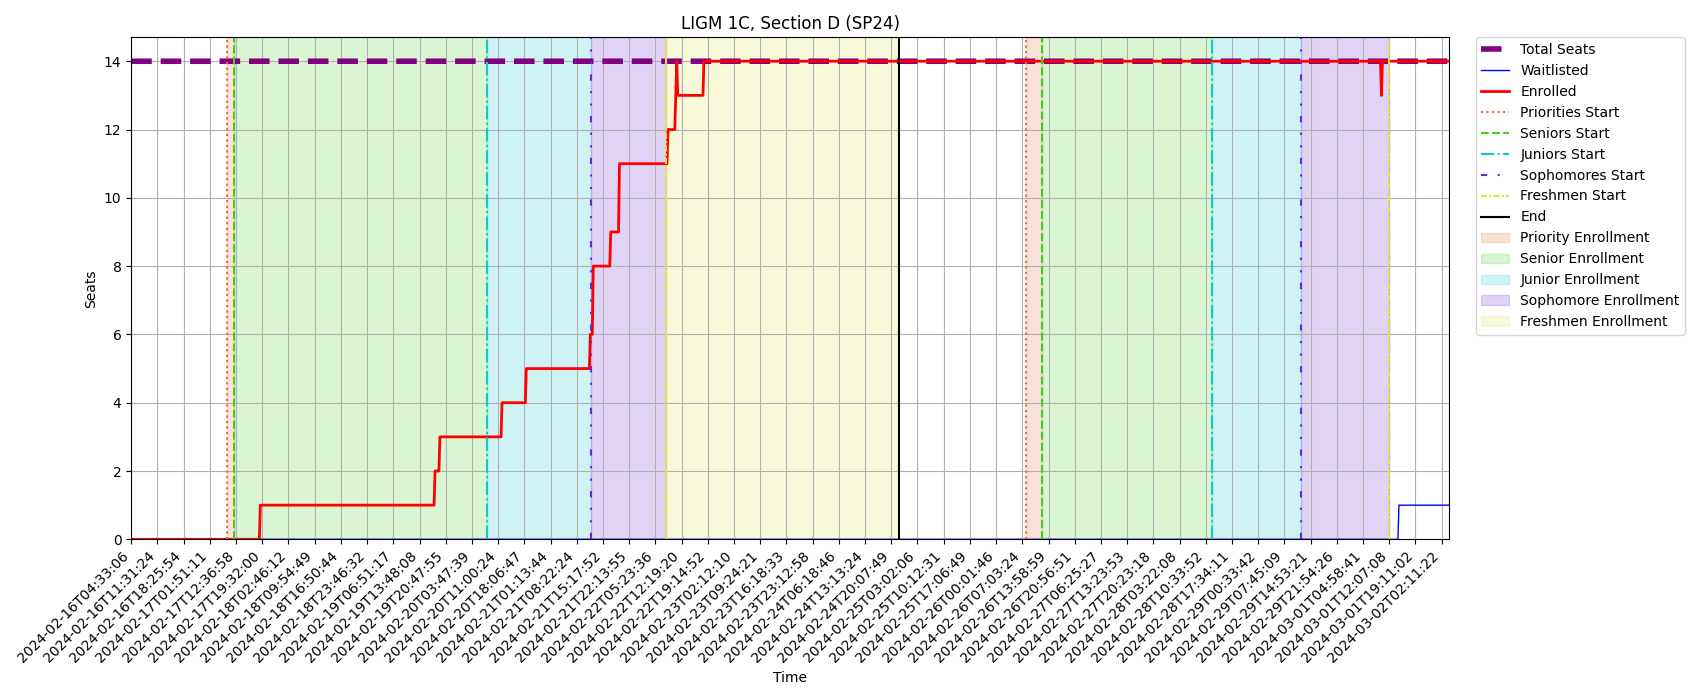 LIGM 1C, Section D (SP24)
Seats
14
12
10
8
6
4
2
0
2024-02-16T04:33:06
2024-02-16T11:31:24
2024-02-16T18:25:54
2024-02-17T01:51:11
2024-02-17T12:36:58
2024-02-17T19:32:00
2024-02-18T02:46:12
2024-02-18T09:54:49
2024-02-18T16:50:44
2024-02-18T23:46:32
2024-02-19T06:51:17
2024-02-19T13:48:08
2024-02-19T20:47:55
2024-02-20T03:47:39
2024-02-20T11:00:24
2024-02-20T18:06:47
2024-02-21T01:13:44
2024-02-21T08:22:24
2024-02-21T15:17:52
2024-02-21T22:13:55
2024-02-22T05:23:36
2024-02-22T12:19:20
2024-02-22T19:14:52
2024-02-23T02:12:10
2024-02-23T09:24:21
2024-02-23T16:18:33
2024-02-23T23:12:58
2024-02-24T06:18:46
2024-02-24T13:13:24
2024-02-24T20:07:49
2024-02-25T03:02:06
2024-02-25T10:12:31
2024-02-25T17:06:49
2024-02-26T00:01:46
2024-02-26T07:03:24
2024-02-26T13:58:59
2024-02-26T20:56:51
2024-02-27T06:25:27
2024-02-27T13:23:53
2024-02-27T20:23:18
2024-02-28T03:22:08
2024-02-28T10:33:52
2024-02-28T17:34:11
2024-02-29T00:33:42
2024-02-29T07:45:09
2024-02-29T14:53:21
2024-02-29T21:54:26
2024-03-01T04:58:41
2024-03-01T12:07:08
2024-03-01T19:11:02
2024-03-02T02:11:22
Time
Total Seats
Waitlisted
Enrolled
Priorities Start
Seniors Start
Juniors Start
Sophomores Start
Freshmen Start
End
Priority Enrollment
Senior Enrollment
Junior Enrollment
Sophomore Enrollment
Freshmen Enrollment